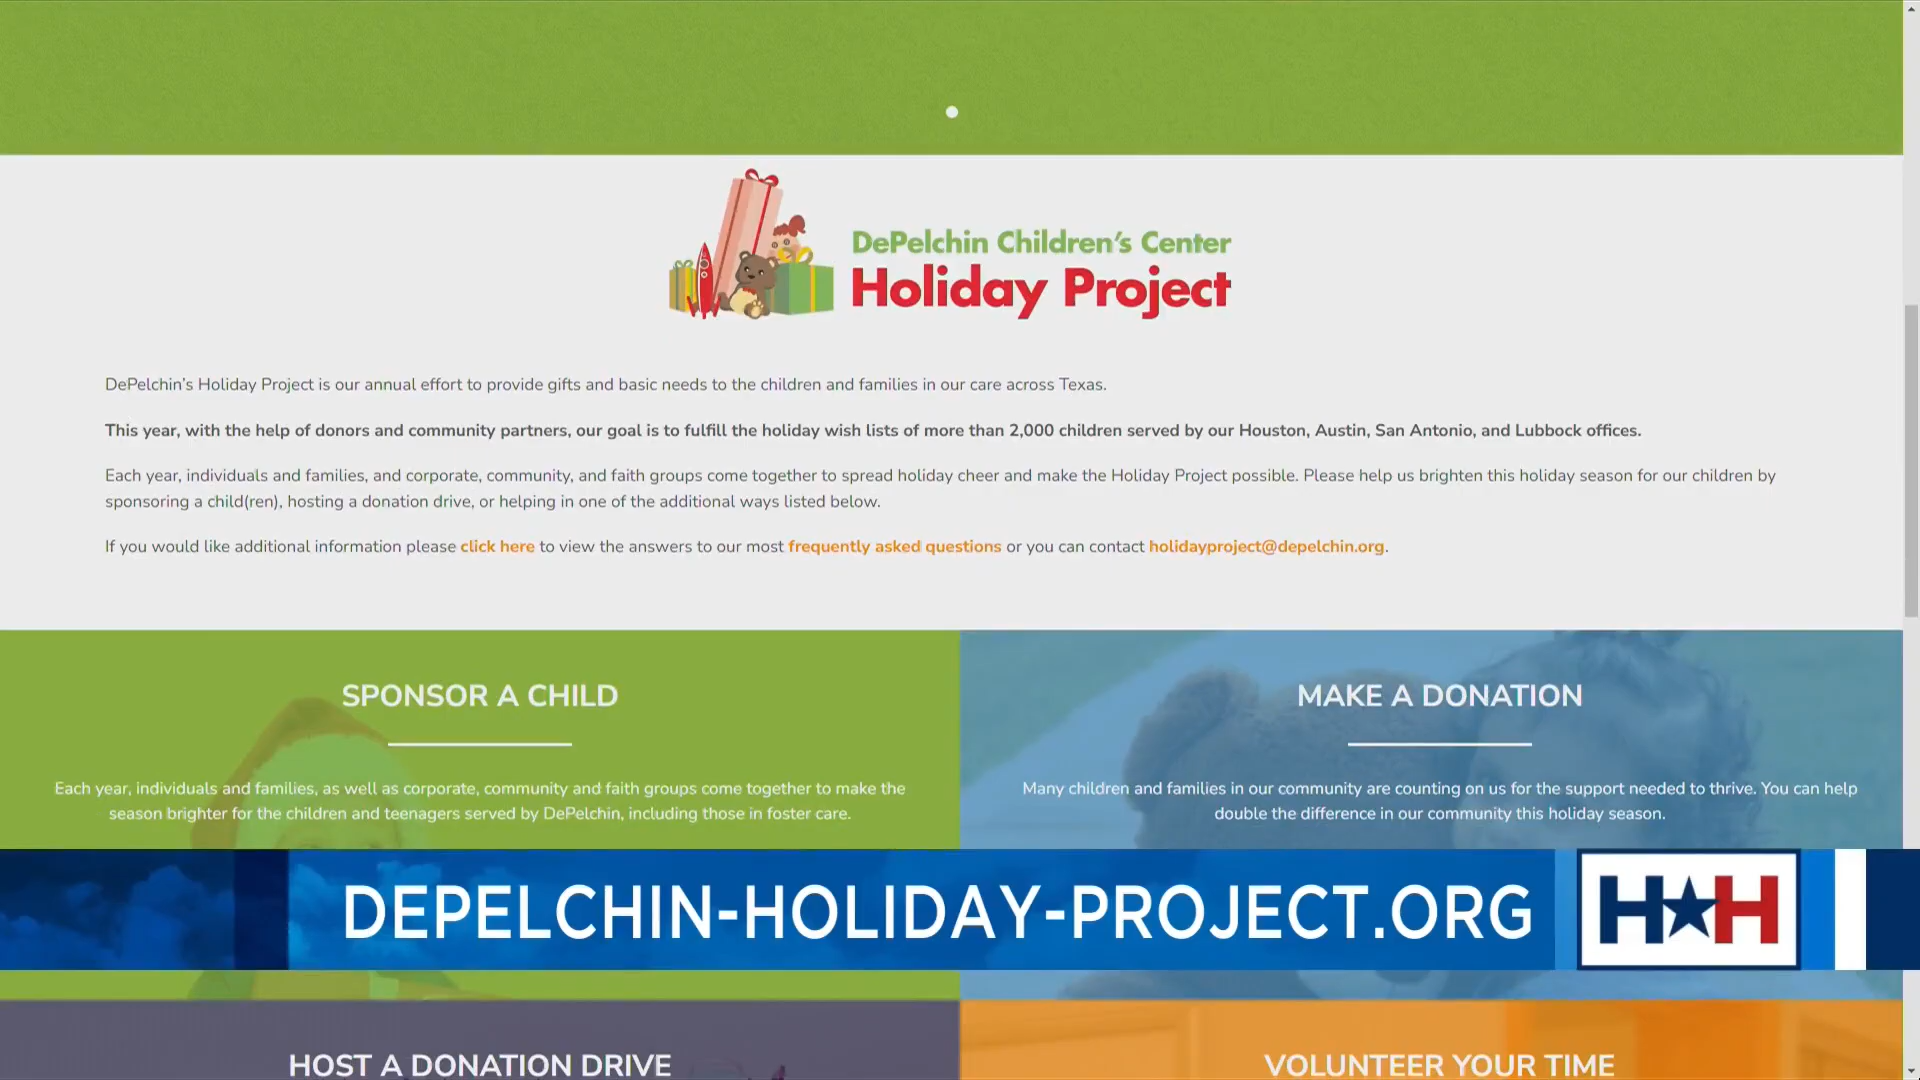 DePelchin Children's Center
Holiday Project
DePelchin's Holiday Project is our annual effort to provide gifts and basic needs to the children and families in our care across Texas.
This year, with the help of donors and community partners, our goal is to fulfill the holiday wish lists of more than 2,000 children served by our Houston, Austin, San Antonio, and Lubbock offices.
Each year, individuals and families, and corporate, community, and faith groups come together to spread holiday cheer and make the Holiday Project possible. Please help us brighten this holiday season for our children by
sponsoring a child(ren), hosting a donation drive, or helping in one of the additional ways listed below.
If you would like additional information please click here to view the answers to our most frequently asked questions or you can contact holidayproject@depelchin.org.
SPONSOR A CHILD
Each year, individuals and families, as well as corporate, community and faith groups come together to make the
season brighter for the children and teenagers served by DePelchin, including those in foster care.
MAKE A DONATION
Many children and families in our community are counting on us for the support needed to thrive. You can help
double the difference in our community this holiday season.
DEPELCHIN-HOLIDAY-PROJECT.ORG
H★H
HOST A DONATION DRIVE
VOLUNTEER YOUR TIME